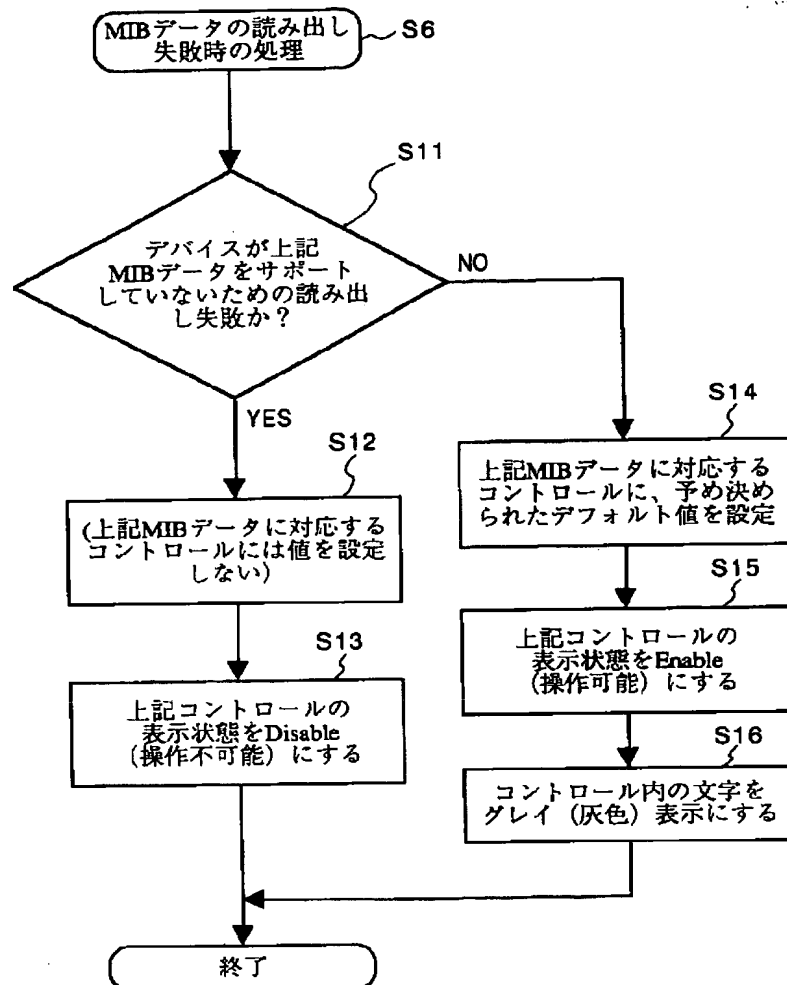 MIBデータの読み出し
失敗時の処理
S6
S11
デバイスが上記
MIBデータをサポート
していないための読み出
し失敗か?
NO
YES
S12
(上記MIBデータに対応する
コントロールには値を設定
しない)
S13
上記コントロールの
表示状態をDisable
(操作不可能)にする
S14
上記MIBデータに対応する
コントロールに、予め決め
られたデフォルト値を設定
S15
上記コントロールの
表示状態をEnable
(操作可能)にする
S16
コントロール内の文字を
グレイ(灰色)表示にする
終了